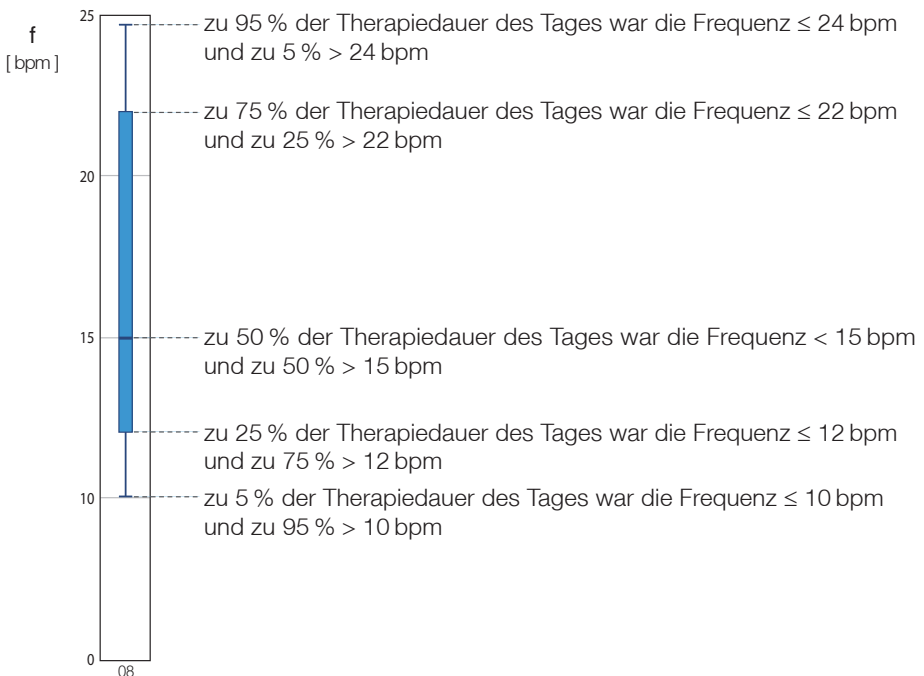 25
f
[ bpm ]
zu 95 % der Therapiedauer des Tages war die Frequenz ≤ 24 bpm
und zu 5 % > 24 bpm
zu 75 % der Therapiedauer des Tages war die Frequenz ≤ 22 bpm
und zu 25 % > 22 bpm
20
15
zu 50 % der Therapiedauer des Tages war die Frequenz < 15 bpm
und zu 50 % > 15 bpm
zu 25 % der Therapiedauer des Tages war die Frequenz ≤ 12 bpm
und zu 75 % > 12 bpm
10
zu 5 % der Therapiedauer des Tages war die Frequenz ≤ 10 bpm
und zu 95 % > 10 bpm
0
08